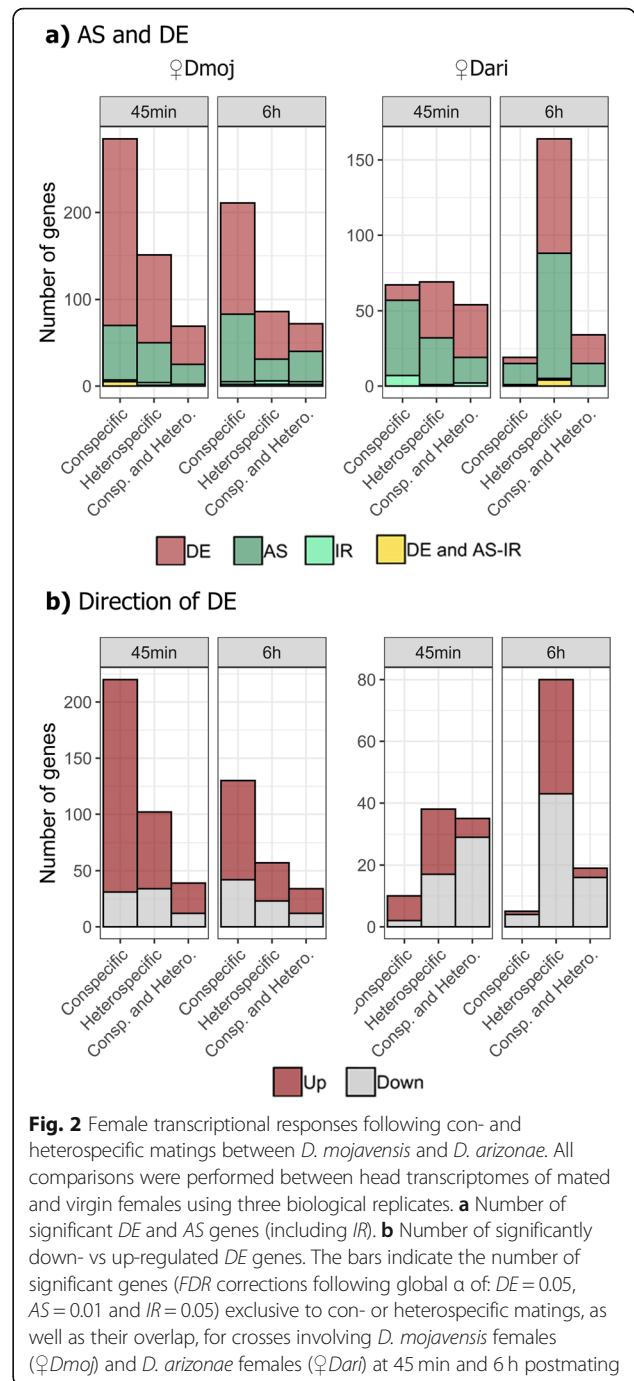 a) AS and DE
♀Dmoj ♀Dari
45min 6h 45min 6h
Number of genes
200
100
0
150
100
50
0
Conspecific
Heterospecific
Consp. and Hetero.
Conspecific
Heterospecific
Consp. and Hetero.
Conspecific
Heterospecific
Consp. and Hetero.
Conspecific
Heterospecific
Consp. and Hetero.
DE AS IR DE and AS-IR
b) Direction of DE
45min 6h 45min 6h
Number of genes
200
150
100
50
0
80
60
40
20
0
Conspecific
Heterospecific
Consp. and Hetero.
Conspecific
Heterospecific
Consp. and Hetero.
onspecific
Heterospecific
Consp. and Hetero.
Conspecific
Heterospecific
Consp. and Hetero.
Up Down
Fig. 2 Female transcriptional responses following con- and
heterospecific matings between D. mojavensis and D. arizonae. All
comparisons were performed between head transcriptomes of mated
and virgin females using three biological replicates. a Number of
significant DE and AS genes (including IR). b Number of significantly
down- vs up-regulated DE genes. The bars indicate the number of
significant genes (FDR corrections following global α of: DE = 0.05,
AS = 0.01 and IR = 0.05) exclusive to con- or heterospecific matings, as
well as their overlap, for crosses involving D. mojavensis females
(♀Dmoj) and D. arizonae females (♀Dari) at 45 min and 6 h postmating